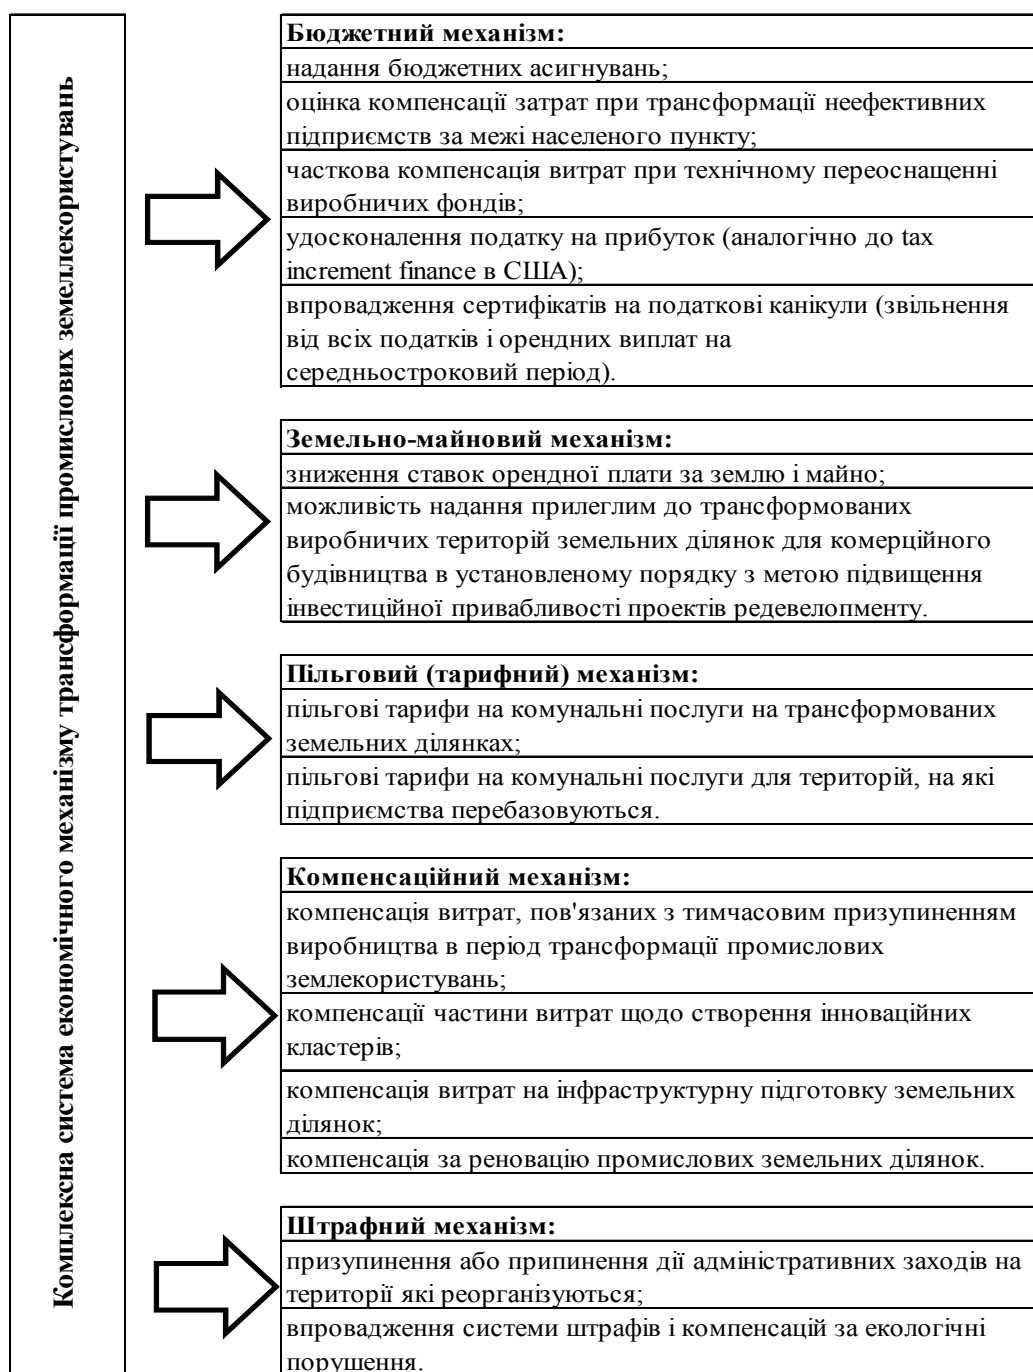 Комплексна система економічного механізму трансформації промислових земеллекористувань
Бюджетний механізм:
надання бюджетних асигнувань;
оцінка компенсації затрат при трансформації неефективних
підприємств за межі населеного пункту;
часткова компенсація витрат при технічному переоснащенні
виробничих фондів;
удосконалення податку на прибуток (аналогічно до tax
increment finance в США);
впровадження сертифікатів на податкові канікули (звільнення
від всіх податків і орендних виплат на
середньостроковий період).
Земельно-майновий механізм:
зниження ставок орендної плати за землю і майно;
можливість надання прилеглим до трансформованих
виробничих територій земельних ділянок для комерційного
будівництва в установленому порядку з метою підвищення
інвестиційної привабливості проектів редевелопменту.
Пільговий (тарифний) механізм:
пільгові тарифи на комунальні послуги на трансформованих
земельних ділянках;
пільгові тарифи на комунальні послуги для територій, на які
підприємства перебазовуються.
Компенсаційний механізм:
компенсація витрат, пов'язаних з тимчасовим призупиненням
виробництва в період трансформації промислових
землекористувань;
компенсації частини витрат щодо створення інноваційних
кластерів;
компенсація витрат на інфраструктурну підготовку земельних
ділянок;
компенсація за реновацію промислових земельних ділянок.
Штрафний механізм:
призупинення або припинення дії адміністративних заходів на
території які реорганізуються;
впровадження системи штрафів і компенсацій за екологічні
порушення.